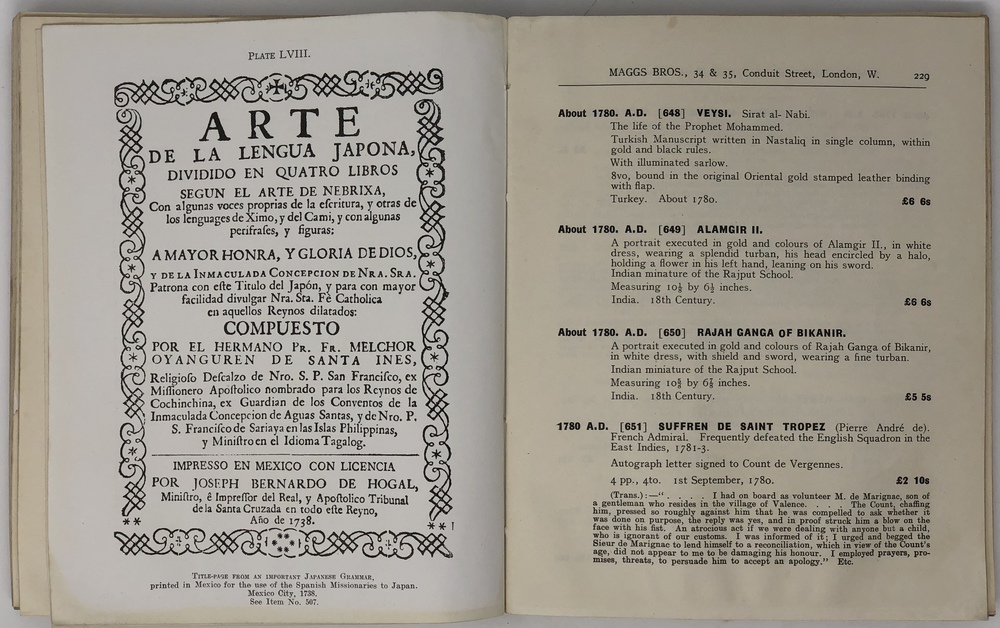 PLATE LVIII.
ARTE
DE LA LENGUA JAPONA,
DIVIDIDO EN QUATRO LIBROS
SEGUN EL ARTE DE NEBRIXA,
Con algunas voces proprias de la eſcritura, y otras de
los lenguages de Ximo, y del Cami, y con algunas
perifraſes, y figuras:
A MAYOR HONRA, Y GLORIA DE DIOS,
Y DE LA INMACULADA CONCEPCION DE NRA. SRA.
Patrona con eſte Titulo del Japón, y para con mayor
facilidad divulgar Nra. Sta. Fè Catholica
en aquellos Reynos dilatados:
COMPUESTO
POR EL HERMANO PR. FR. MELCHOR
OYANGUREN DE SANTA INES,
Religioſo Deſcalzo de Nro. S. P. San Franciſco, ex
Miſſionero Apoſtolico nombrado para los Reynos de
Cochinchina, ex Guardian de los Conventos de la
Inmaculada Concepcion de Aguas Santas, y de Nro. P.
S. Franciſco de Sariaya en las Islas Philippinas,
y Miniſtro en el Idioma Tagalog.
IMPRESSO EN MEXICO CON LICENCIA
POR JOSEPH BERNARDO DE HOGAL,
Miniſtro, è Impreſſor del Real, y Apoſtolico Tribunal
de la Santa Cruzada en todo eſte Reyno,
Año de 1738.
TITLE-PAGE FROM AN IMPORTANT JAPANESE GRAMMAR,
printed in Mexico for the use of the Spanish Missionaries to Japan.
Mexico City, 1738.
See Item No. 507.
MAGGS BROS., 34 & 35, Conduit Street, London, W. 229
About 1780. A.D. [648] VEYSI. Sirat al- Nabi.
The life of the Prophet Mohammed.
Turkish Manuscript written in Nastaliq in single column, within
gold and black rules.
With illuminated sarlow.
8vo, bound in the original Oriental gold stamped leather binding
with flap.
Turkey. About 1780. £6 6s
About 1780. A.D. [649] ALAMGIR II.
A portrait executed in gold and colours of Alamgir II., in white
dress, wearing a splendid turban, his head encircled by a halo,
holding a flower in his left hand, leaning on his sword.
Indian minature of the Rajput School.
Measuring 10½ by 6½ inches.
India. 18th Century. £6 6s
About 1780. A.D. [650] RAJAH GANGA OF BIKANIR.
A portrait executed in gold and colours of Rajah Ganga of Bikanir,
in white dress, with shield and sword, wearing a fine turban.
Indian miniature of the Rajput School.
Measuring by inches.
India. 18th Century. £5 5s
1780 A.D. [651] SUFFREN DE SAINT TROPEZ (Pierre André de).
French Admiral. Frequently defeated the English Squadron in the
East Indies, 1781-3.
Autograph letter signed to Count de Vergennes.
4 pp., 4to. 1st September, 1780. £2 10s
(Trans.):—". . . . I had on board as volunteer M. de Marignac, son of
a gentleman who resides in the village of Valence. . . . The Count, chaffing
him, pressed so roughly against him that he was compelled to ask whether it
was done on purpose, the reply was yes, and in proof struck him a blow on the
face with his fist. An atrocious act if we were dealing with anyone but a child,
who is ignorant of our customs. I was informed of it; I urged and begged the
Sieur de Marignac to lend himself to a reconciliation, which in view of the Count's
age, did not appear to me to be damaging his honour. I employed prayers, pro-
mises, threats, to persuade him to accept an apology." Etc.